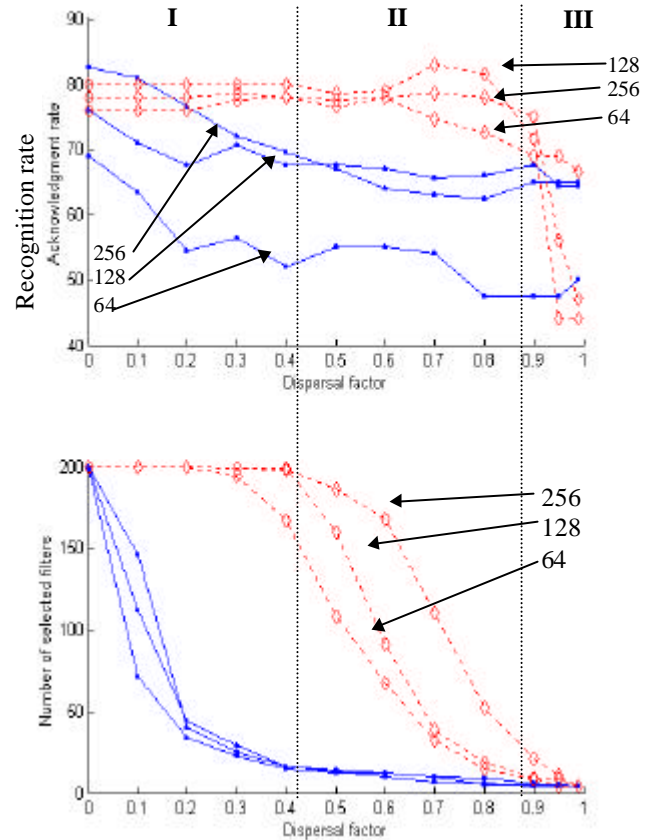 I II III
90
80
70
60
50
40
Recognition rate
Acknowledgment rate
128
256
64
256
128
64
0 0.1 0.2 0.3 0.4 0.5 0.6 0.7 0.8 0.9 1
Dispersal factor
200
150
100
50
0
Number of selected filters
256
128
64
0 0.1 0.2 0.3 0.4 0.5 0.6 0.7 0.8 0.9 1
Dispersal factor